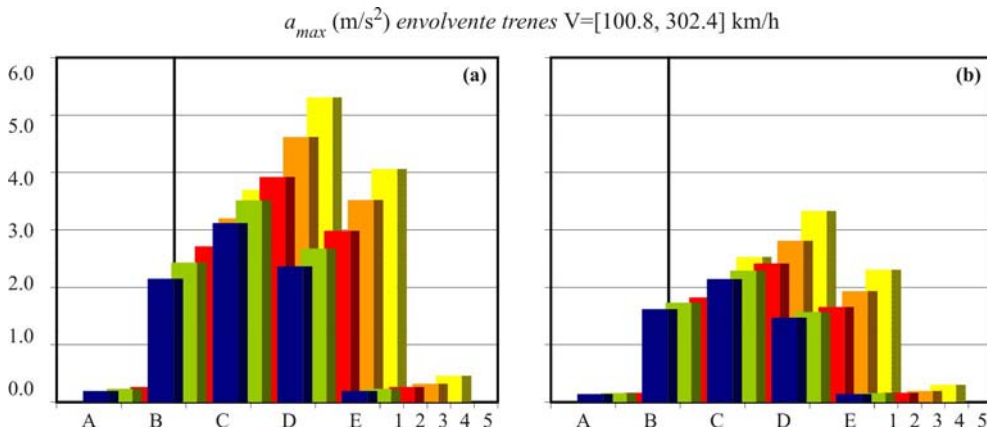 a_max (m/s²) envolvente trenes V=[100.8, 302.4] km/h
(a)
(b)
6.0
5.0
4.0
3.0
2.0
1.0
0.0
A B C D E 1 2 3 4 5
A B C D E 1 2 3 4 5